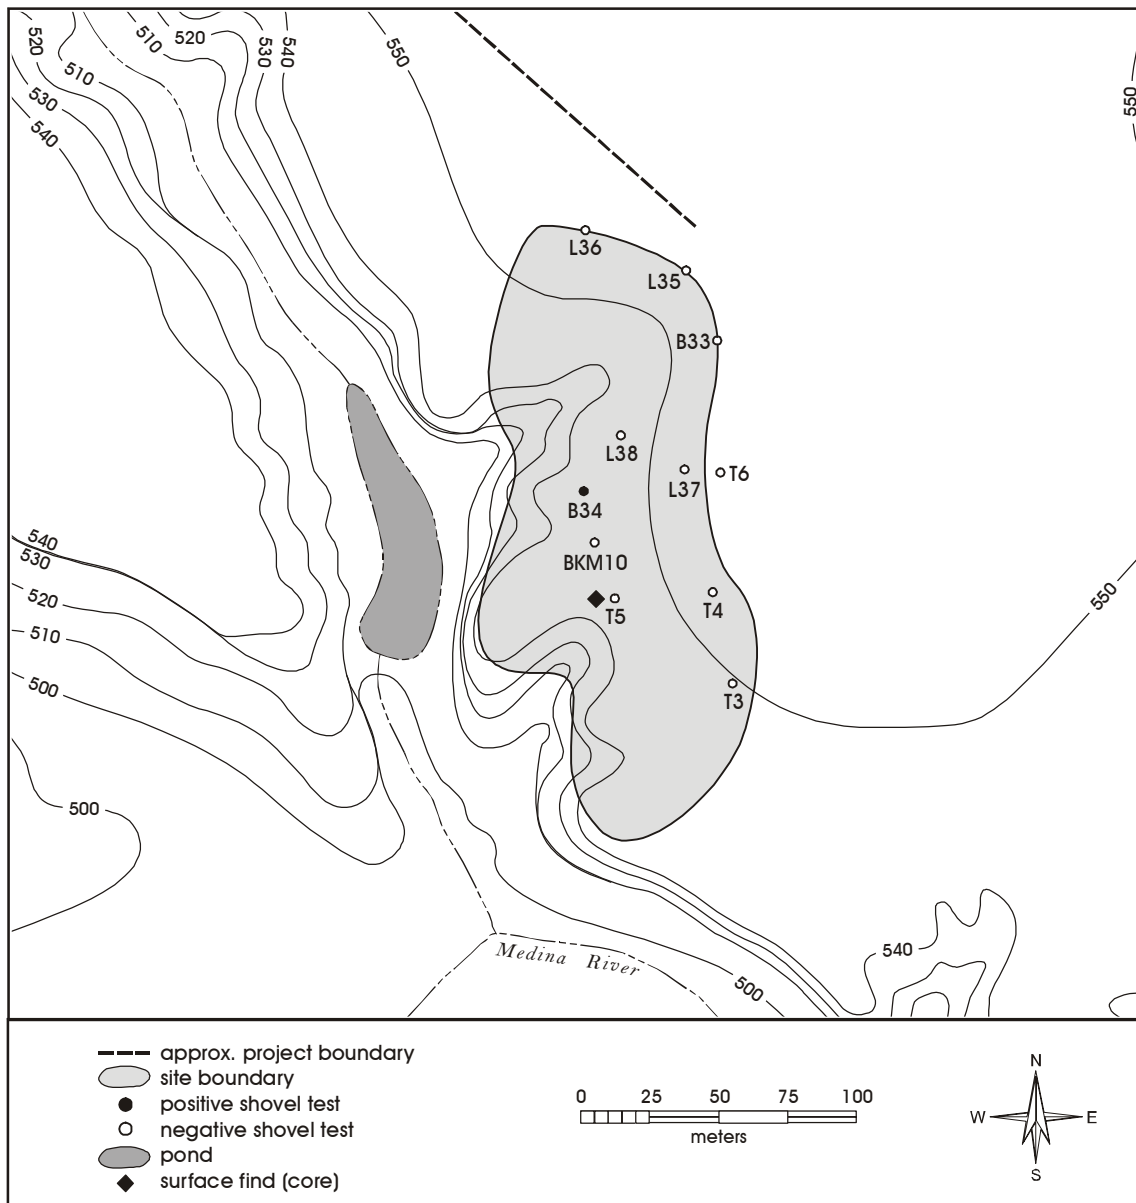 520
510
520
530
540
550
550
510
530
540
L36
L35
B33
L38
L37
T6
B34
BKM10
T5
T4
T3
540
530
520
510
500
550
500
540
Medina River
500
approx. project boundary
site boundary
positive shovel test
negative shovel test
pond
surface find (core)
0 25 50 75 100
meters
N
W E
S